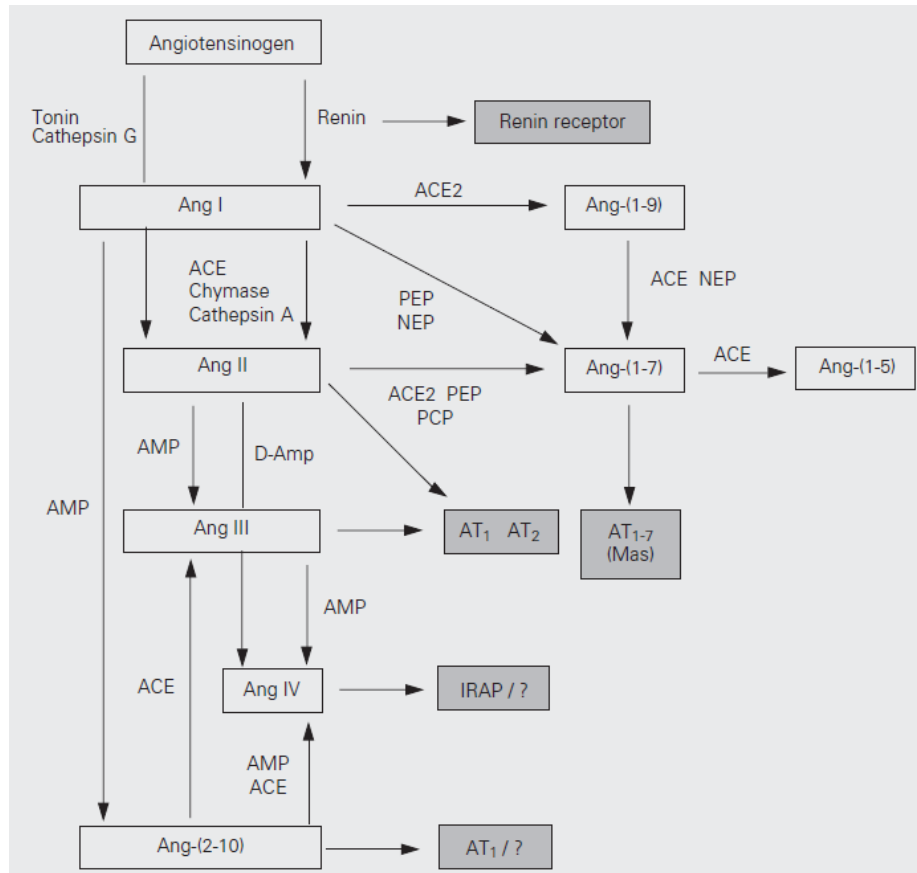 Angiotensinogen
Tonin
Cathepsin G
Renin
Renin receptor
Ang I
ACE2
Ang-(1-9)
ACE
Chymase
Cathepsin A
PEP
NEP
ACE NEP
Ang II
ACE2 PEP
PCP
Ang-(1-7)
ACE
Ang-(1-5)
AMP
D-Amp
AMP
Ang III
AT₁ AT₂
AT₁₋₇
(Mas)
AMP
ACE
Ang IV
IRAP / ?
AMP
ACE
Ang-(2-10)
AT₁ / ?